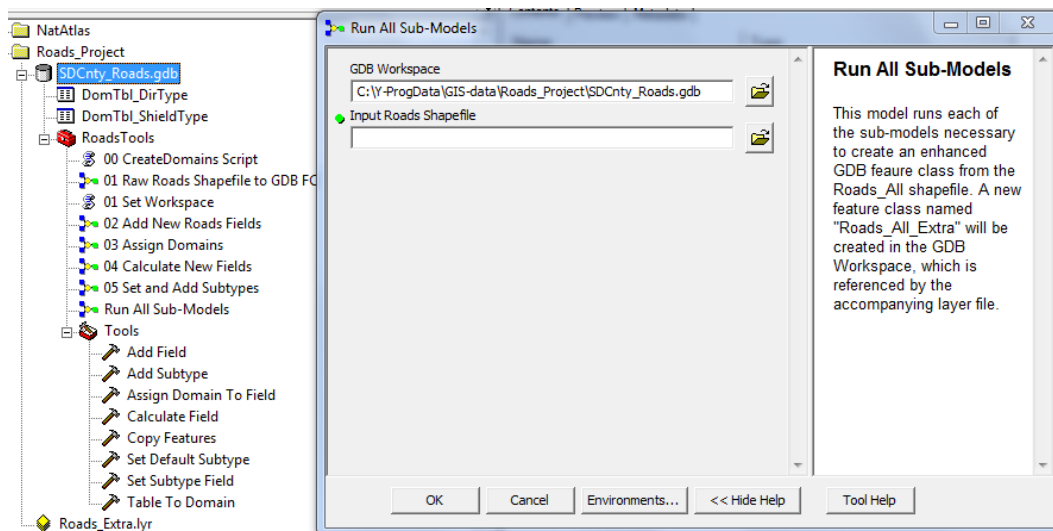 NatAtlas
Roads_Project
SDCnty_Roads.gdb
DomTbl_DirType
DomTbl_ShieldType
RoadsTools
00 CreateDomains Script
01 Raw Roads Shapefile to GDB FC
01 Set Workspace
02 Add New Roads Fields
03 Assign Domains
04 Calculate New Fields
05 Set and Add Subtypes
Run All Sub-Models
Tools
Add Field
Add Subtype
Assign Domain To Field
Calculate Field
Copy Features
Set Default Subtype
Set Subtype Field
Table To Domain
Roads_Extra.lyr
Run All Sub-Models
GDB Workspace
C:\Y-ProgData\GIS-data\Roads_Project\SDCnty_Roads.gdb
Input Roads Shapefile
OK
Cancel
Environments...
<< Hide Help
Tool Help
Run All Sub-Models
This model runs each of
the sub-models necessary
to create an enhanced
GDB feaure class from the
Roads_All shapefile. A new
feature class named
"Roads_All_Extra" will be
created in the GDB
Workspace, which is
referenced by the
accompanying layer file.